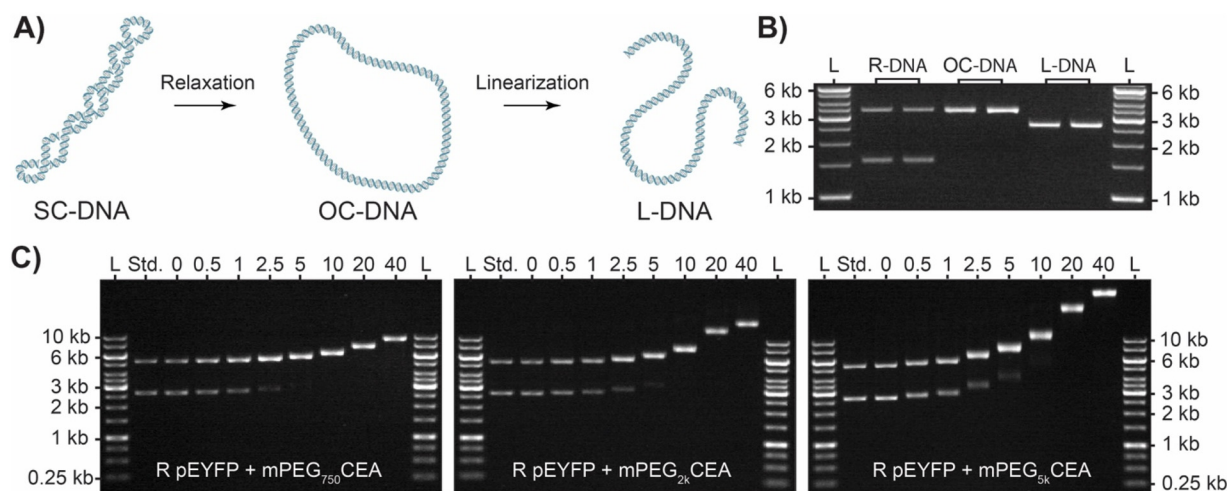 A)
Relaxation
Linearization
SC-DNA
OC-DNA
L-DNA
B)
L R-DNA OC-DNA L-DNA L
6 kb 6 kb
3 kb 3 kb
2 kb 2 kb
1 kb 1 kb
C)
L Std. 0 0.5 1 2.5 5 10 20 40 L
10 kb
6 kb
3 kb
2 kb
1 kb
0.25 kb
R pEYFP + mPEG750CEA
L Std. 0 0.5 1 2.5 5 10 20 40 L
R pEYFP + mPEG2kCEA
L Std. 0 0.5 1 2.5 5 10 20 40 L
10 kb
6 kb
3 kb
2 kb
1 kb
0.25 kb
R pEYFP + mPEG5kCEA